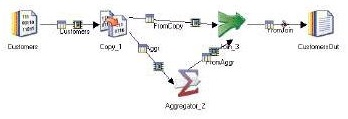 Customers
Customers
Copy_1
FromCopy
Aggr
Join_3
FromAggr
FromJoin
CustomersOut
Aggregator_2